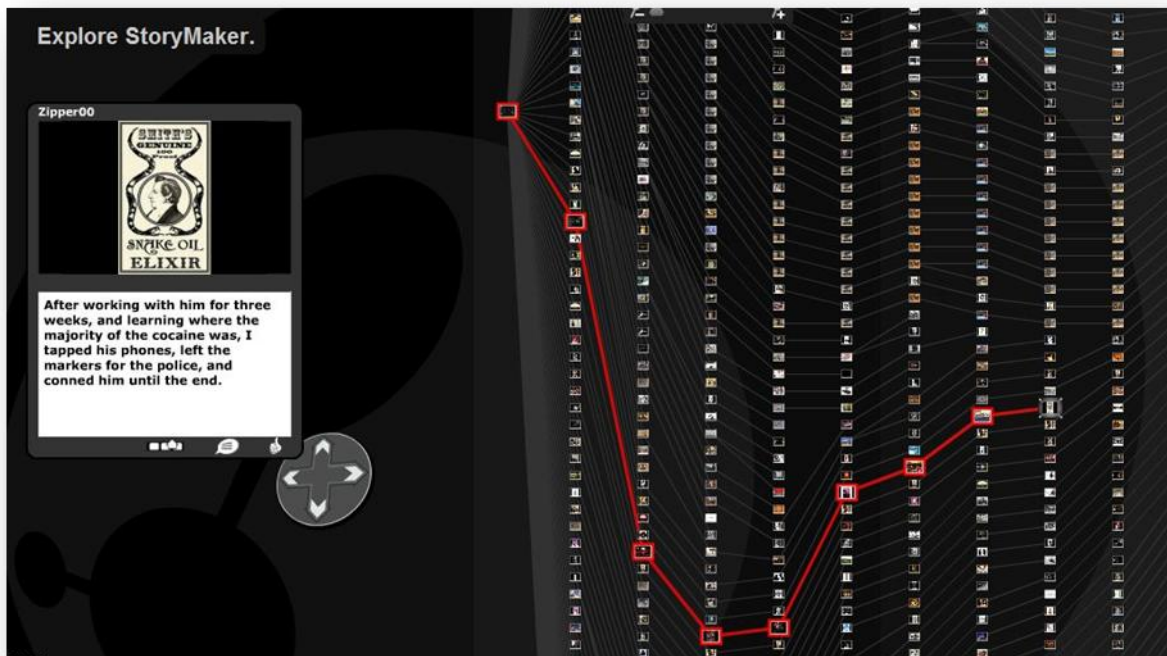 Explore StoryMaker.
Zipper00
SMITH'S
GENUINE
100
Proof
SNAKE OIL
ELIXIR
After working with him for three
weeks, and learning where the
majority of the cocaine was, I
tapped his phones, left the
markers for the police, and
conned him until the end.